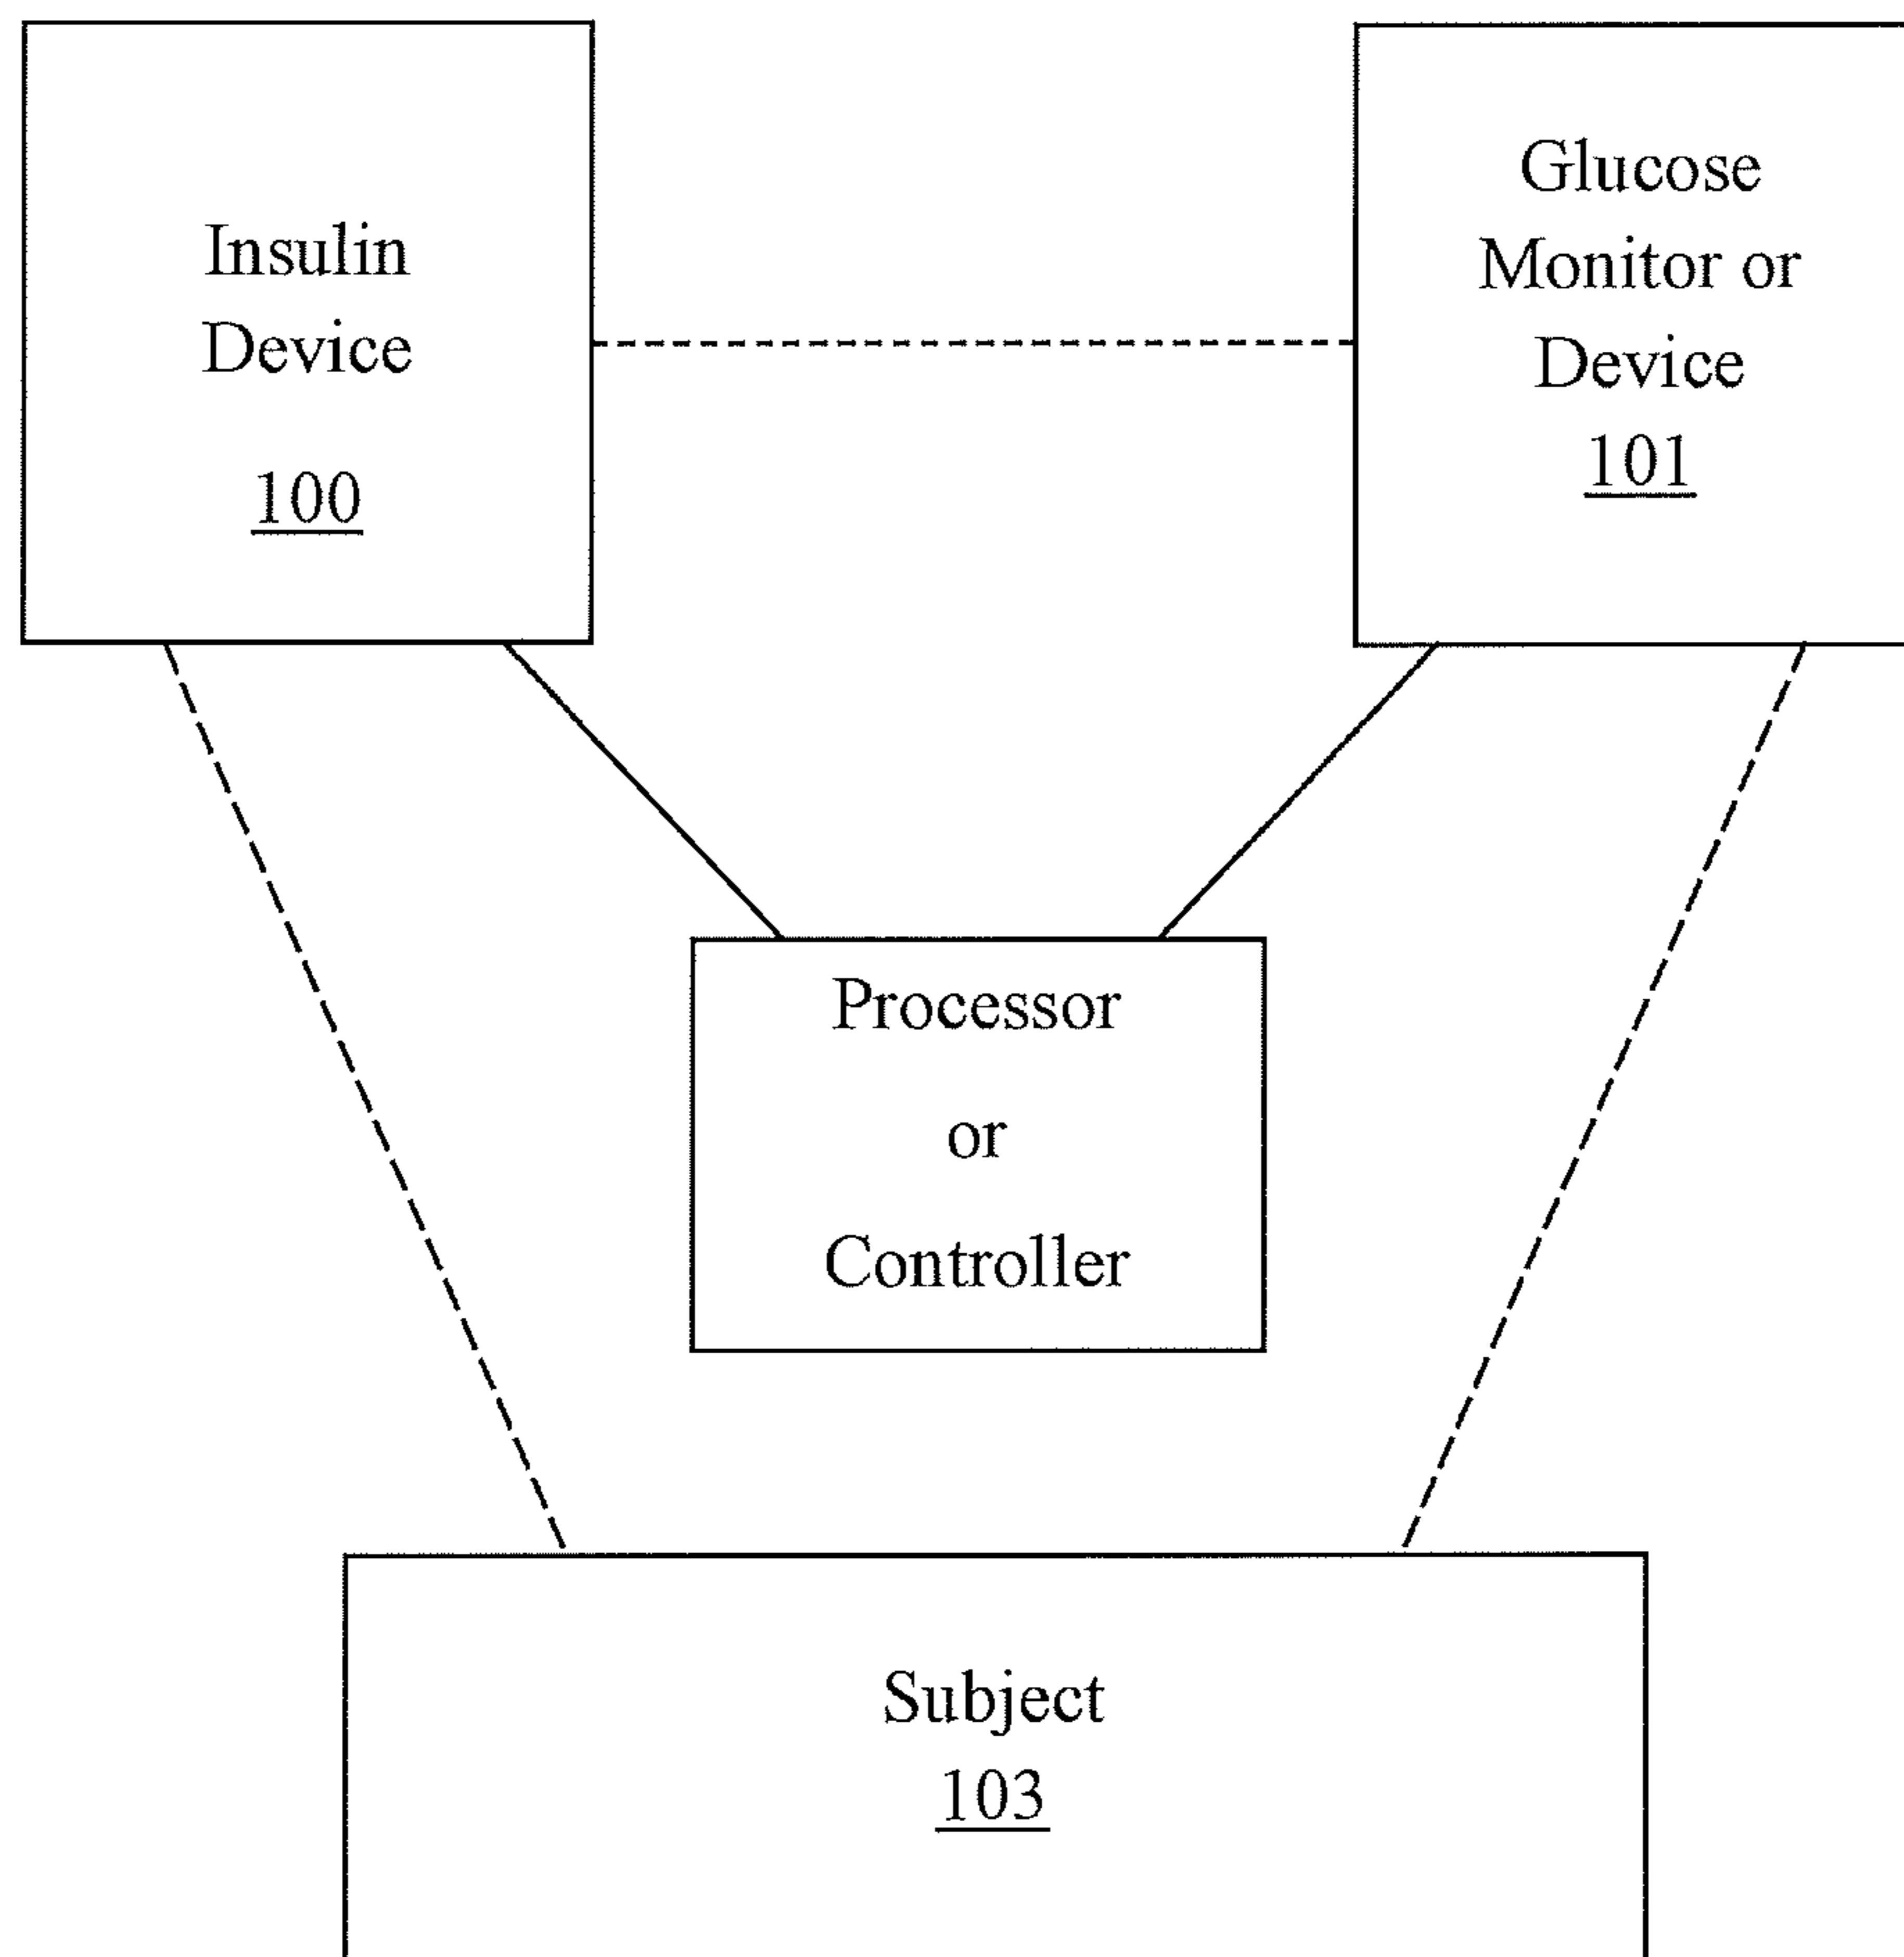 Insulin
Device
100
Glucose
Monitor or
Device
101
Processor
or
Controller
Subject
103